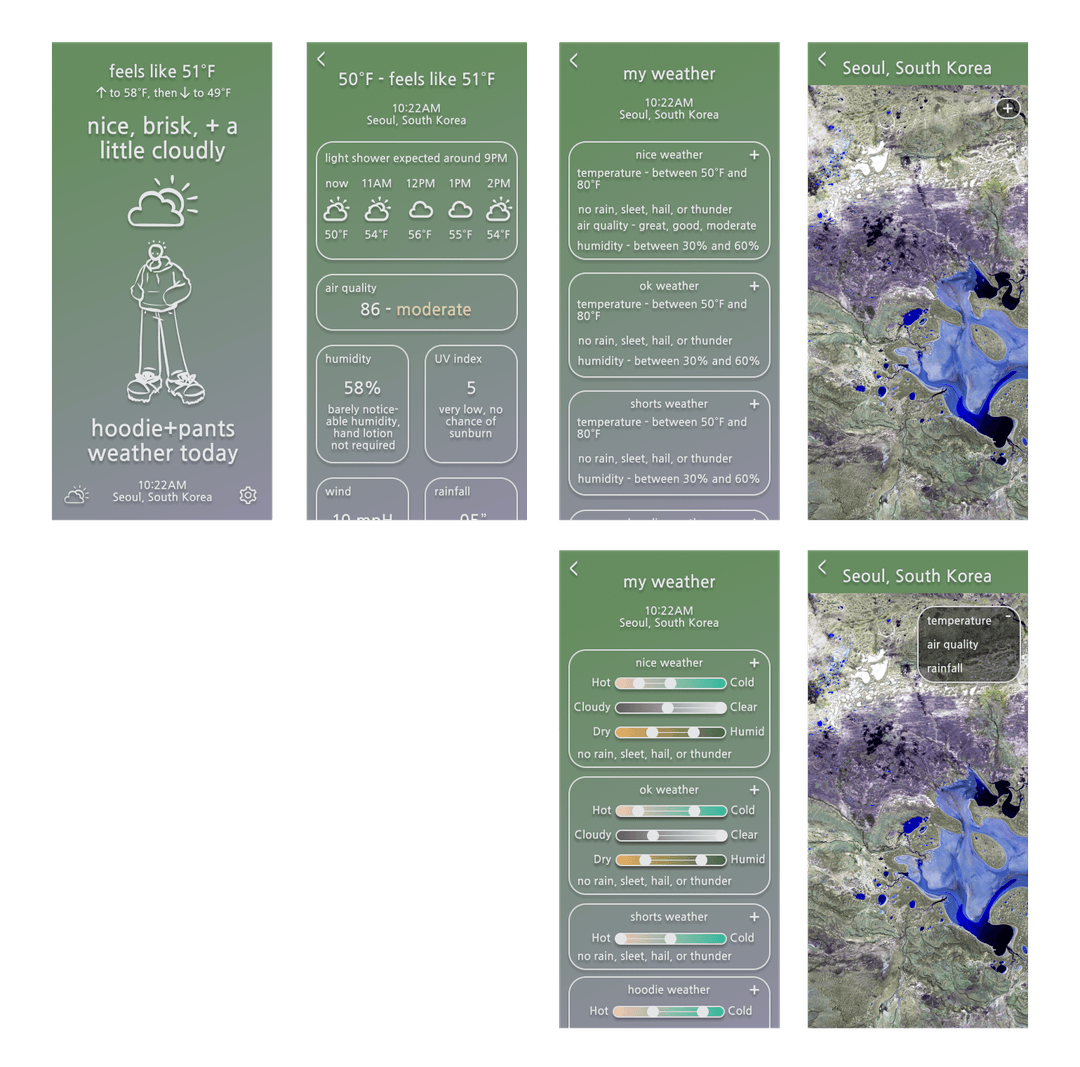 feels like 51°F
↑ to 58°F, then ↓ to 49°F
nice, brisk, + a
little cloudly
hoodie+pants
weather today
10:22AM
Seoul, South Korea
50°F - feels like 51°F
10:22AM
Seoul, South Korea
light shower expected around 9PM
now 11AM 12PM 1PM 2PM
50°F 54°F 56°F 55°F 54°F
air quality
86 - moderate
humidity
58%
barely notice-
able humidity,
hand lotion
not required
UV index
5
very low, no
chance of
sunburn
wind
rainfall
my weather
10:22AM
Seoul, South Korea
nice weather +
temperature - between 50°F and
80°F
no rain, sleet, hail, or thunder
air quality - great, good, moderate
humidity - between 30% and 60%
ok weather +
temperature - between 50°F and
80°F
no rain, sleet, hail, or thunder
humidity - between 30% and 60%
shorts weather +
temperature - between 50°F and
80°F
no rain, sleet, hail, or thunder
humidity - between 30% and 60%
Seoul, South Korea
+
my weather
10:22AM
Seoul, South Korea
nice weather +
Hot Cold
Cloudy Clear
Dry Humid
no rain, sleet, hail, or thunder
ok weather +
Hot Cold
Cloudy Clear
Dry Humid
no rain, sleet, hail, or thunder
shorts weather +
Hot Cold
no rain, sleet, hail, or thunder
hoodie weather +
Hot Cold
Seoul, South Korea
temperature -
air quality
rainfall